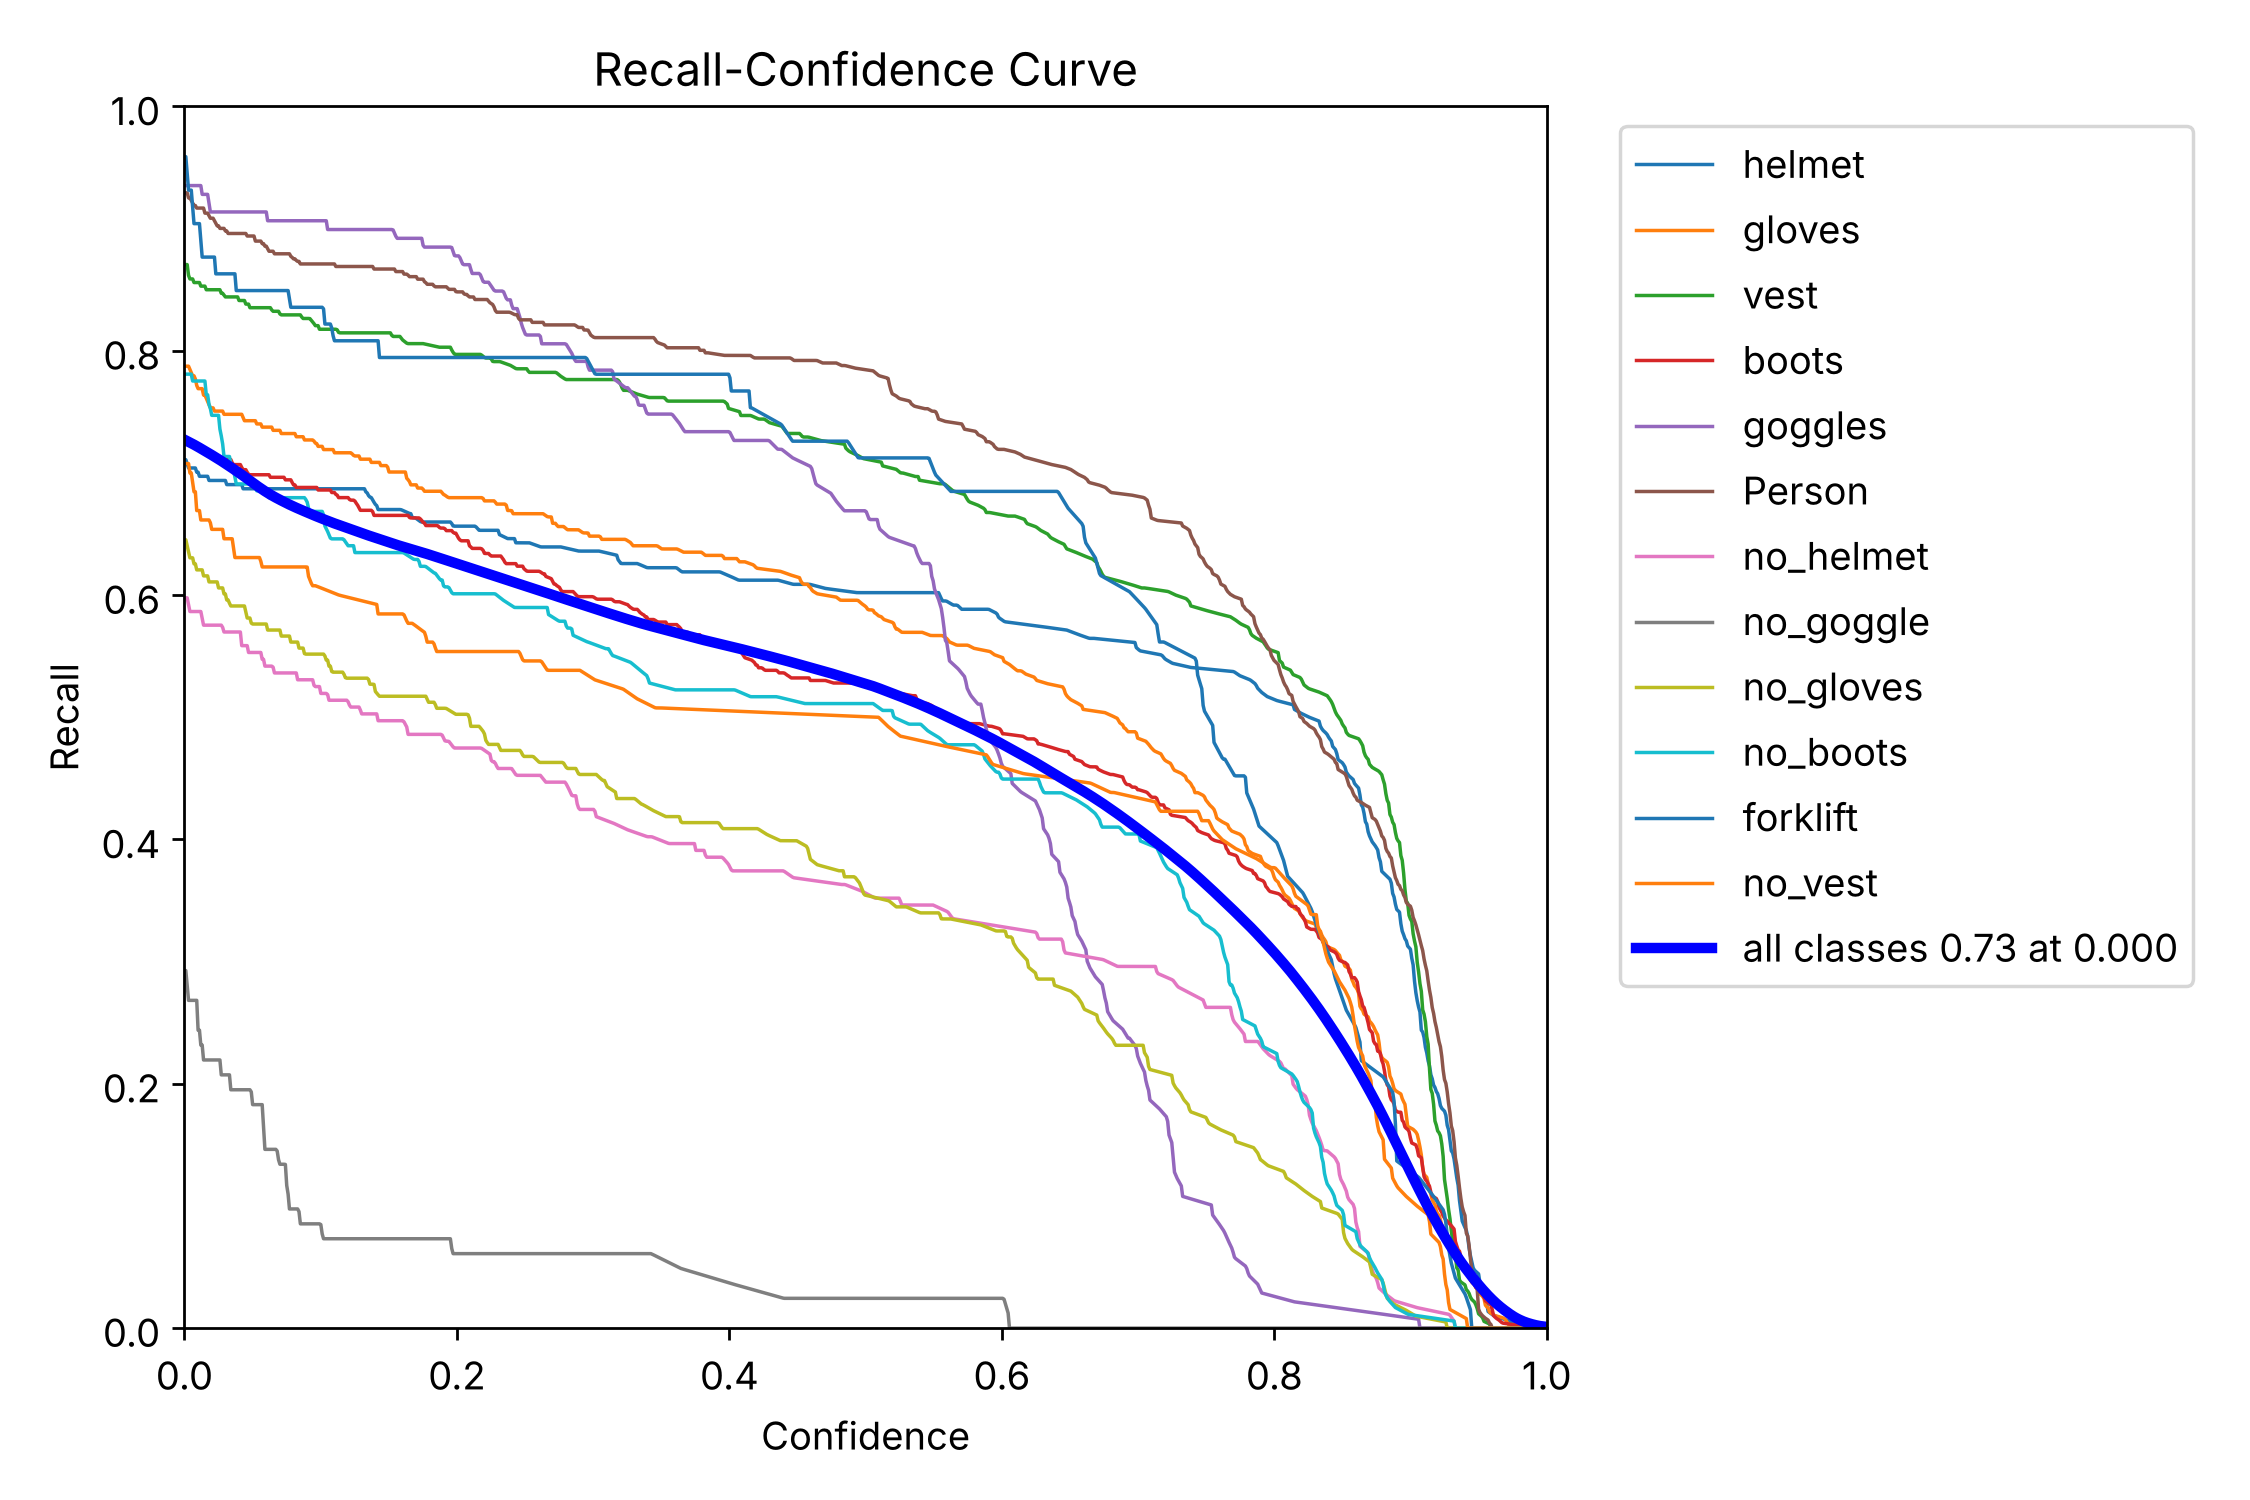 Recall-Confidence Curve
1.0
0.8
0.6
0.4
0.2
0.0
Recall
0.0 0.2 0.4 0.6 0.8 1.0
Confidence
helmet
gloves
vest
boots
goggles
Person
no_helmet
no_goggle
no_gloves
no_boots
forklift
no_vest
all classes 0.73 at 0.000